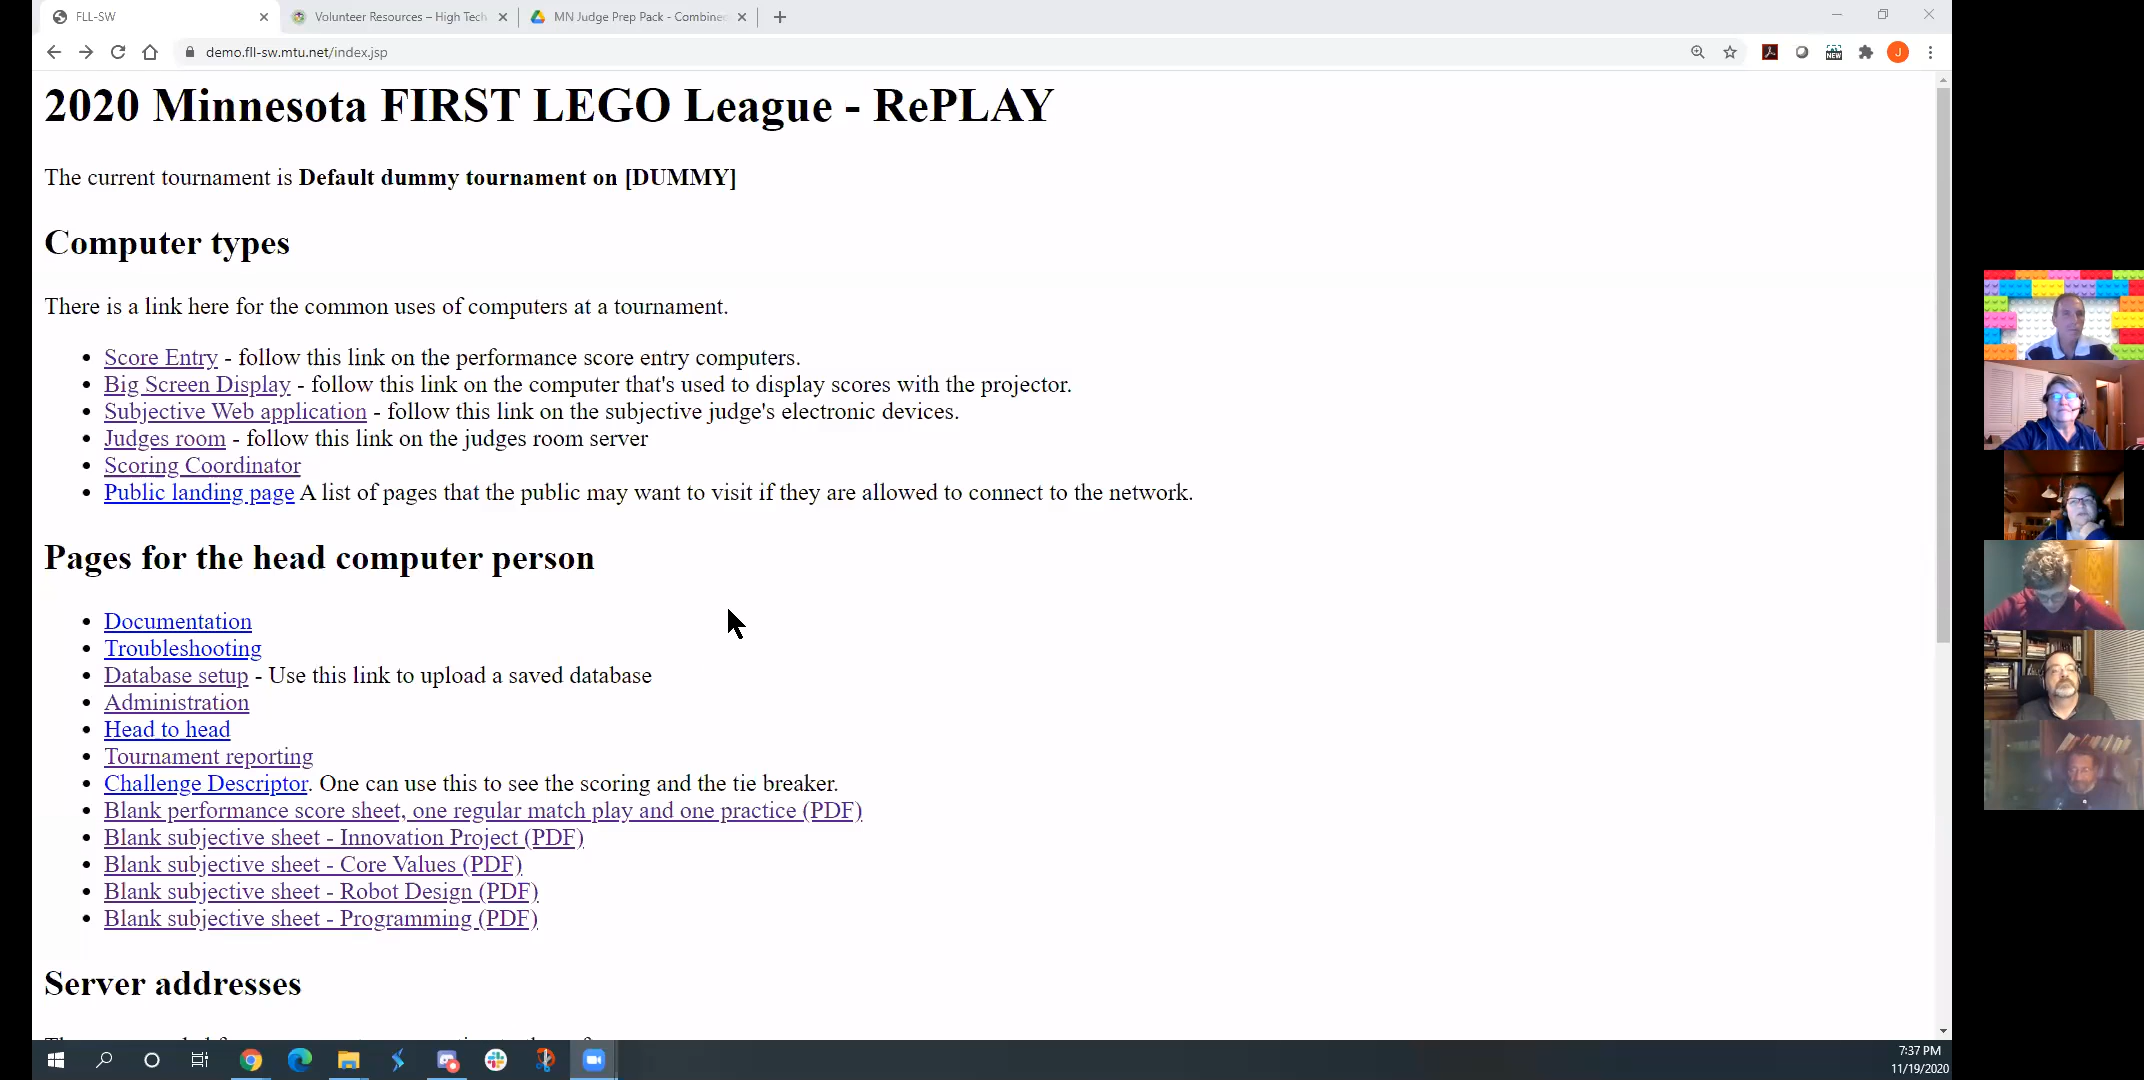 FLL-SW
Volunteer Resources – High Tech
MN Judge Prep Pack - Combine
demo.fll-sw.mtu.net/index.jsp
NEW
J
2020 Minnesota FIRST LEGO League - RePLAY
The current tournament is Default dummy tournament on [DUMMY]
Computer types
There is a link here for the common uses of computers at a tournament.
Score Entry - follow this link on the performance score entry computers.
Big Screen Display - follow this link on the computer that's used to display scores with the projector.
Subjective Web application - follow this link on the subjective judge's electronic devices.
Judges room - follow this link on the judges room server
Scoring Coordinator
Public landing page A list of pages that the public may want to visit if they are allowed to connect to the network.
Pages for the head computer person
Documentation
Troubleshooting
Database setup - Use this link to upload a saved database
Administration
Head to head
Tournament reporting
Challenge Descriptor. One can use this to see the scoring and the tie breaker.
Blank performance score sheet, one regular match play and one practice (PDF)
Blank subjective sheet - Innovation Project (PDF)
Blank subjective sheet - Core Values (PDF)
Blank subjective sheet - Robot Design (PDF)
Blank subjective sheet - Programming (PDF)
Server addresses
7:37 PM
11/19/2020